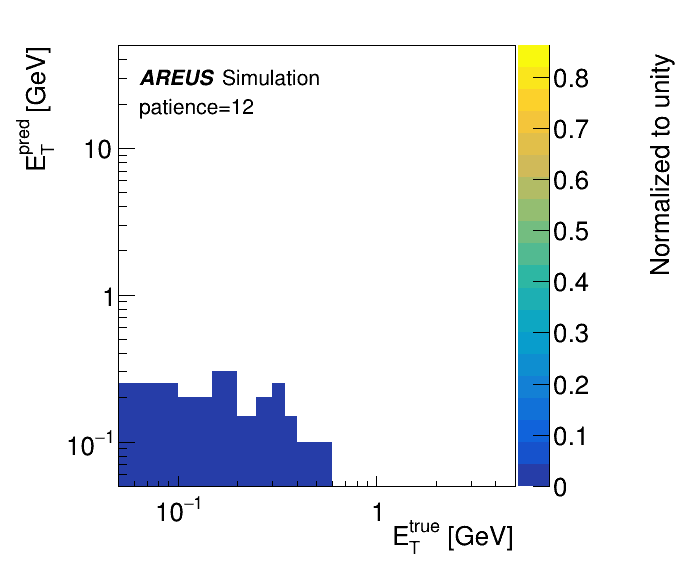 AREUS Simulation
patience=12
E_T^pred [GeV]
10
1
10⁻¹
10⁻¹
1
E_T^true [GeV]
0.8
0.7
0.6
0.5
0.4
0.3
0.2
0.1
0
Normalized to unity